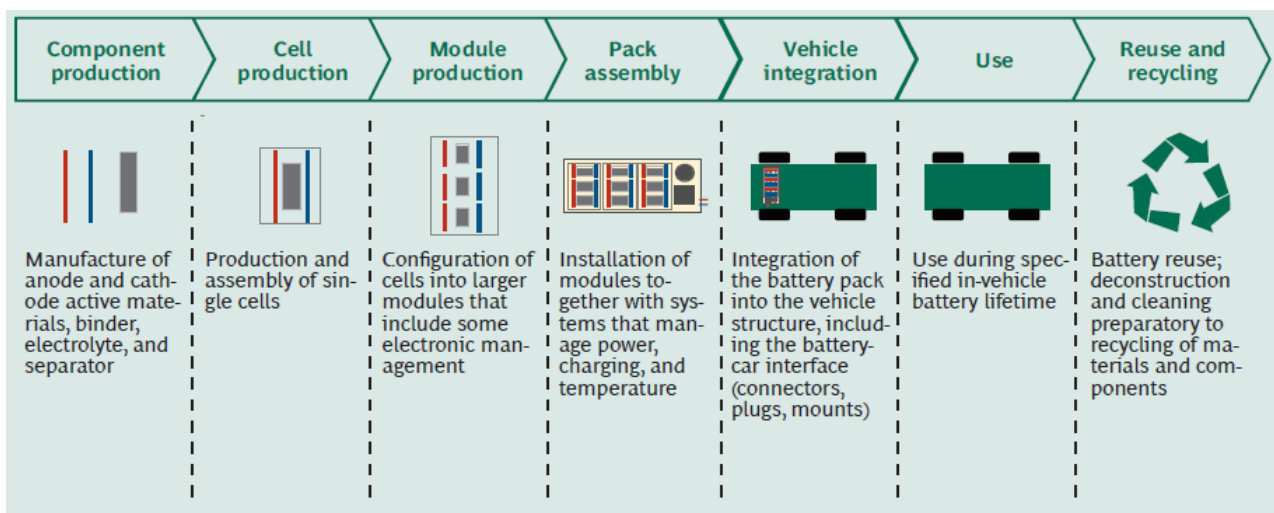 Component
production
Cell
production
Module
production
Pack
assembly
Vehicle
integration
Use
Reuse and
recycling
Manufacture of
anode and cath-
ode active mate-
rials, binder,
electrolyte, and
separator
Production and
assembly of sin-
gle cells
Configuration of
cells into larger
modules that
include some
electronic man-
agement
Installation of
modules to-
gether with sys-
tems that man-
age power,
charging, and
temperature
Integration of
the battery pack
into the vehicle
structure, includ-
ing the battery-
car interface
(connectors,
plugs, mounts)
Use during spec-
ified in-vehicle
battery lifetime
Battery reuse;
deconstruction
and cleaning
preparatory to
recycling of ma-
terials and com-
ponents